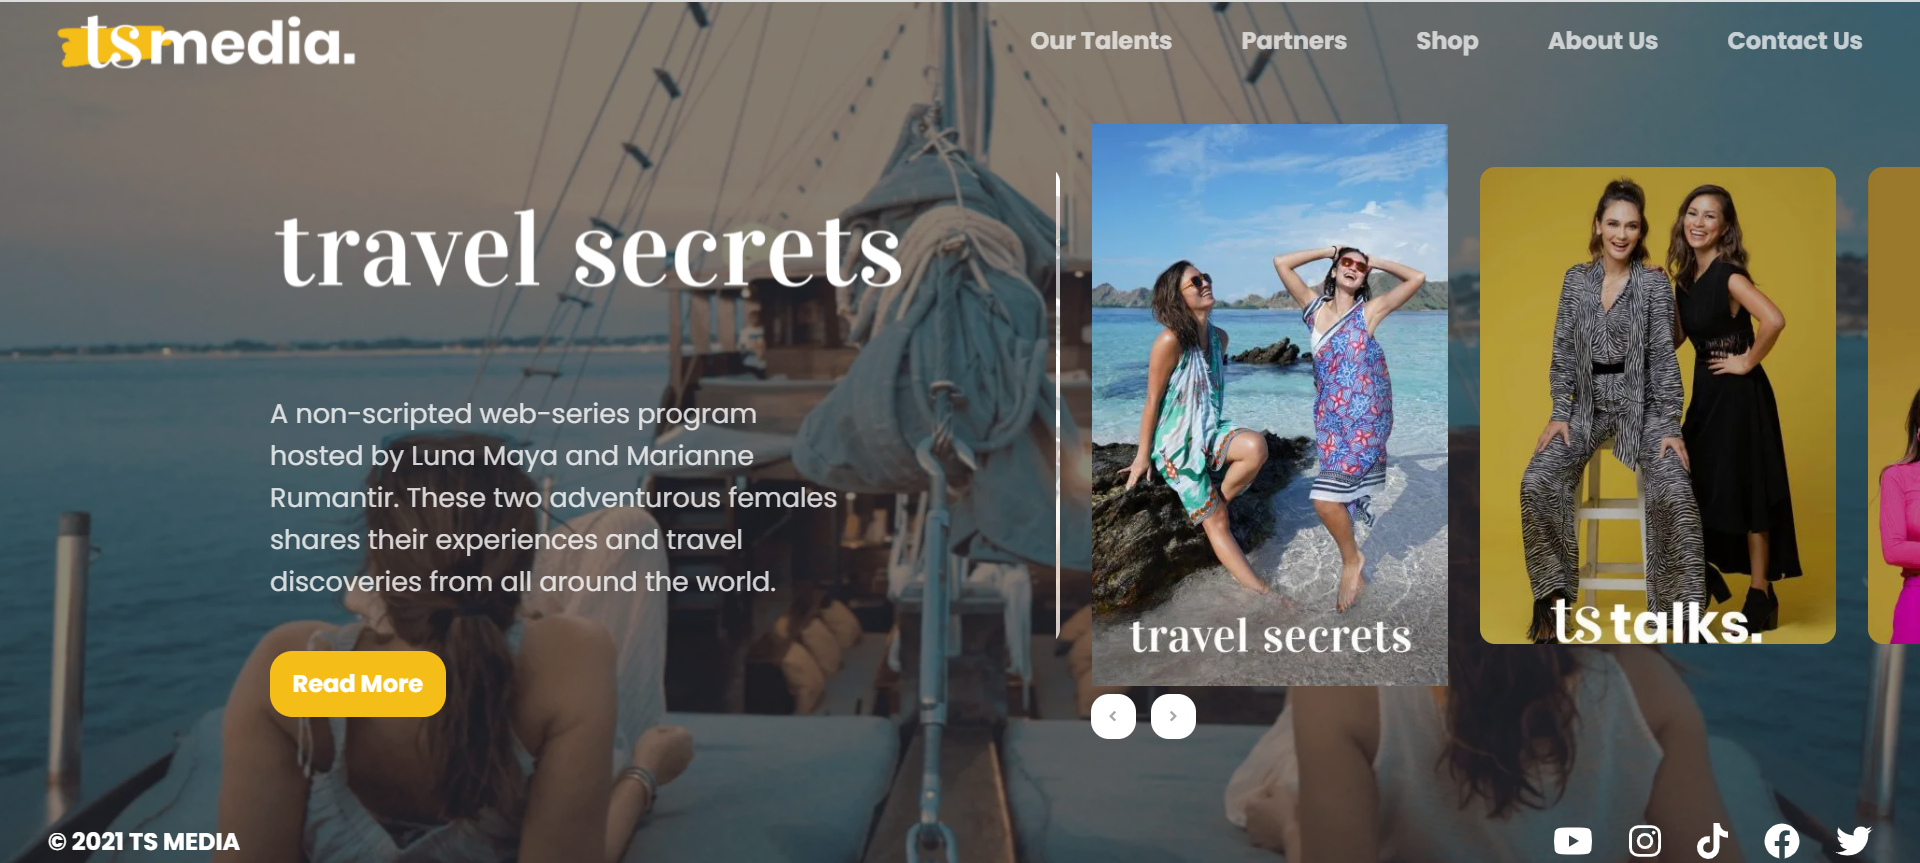 tsmedia.
Our Talents
Partners
Shop
About Us
Contact Us
travel secrets
A non-scripted web-series program
hosted by Luna Maya and Marianne
Rumantir. These two adventurous females
shares their experiences and travel
discoveries from all around the world.
Read More
travel secrets
ts talks.
© 2021 TS MEDIA